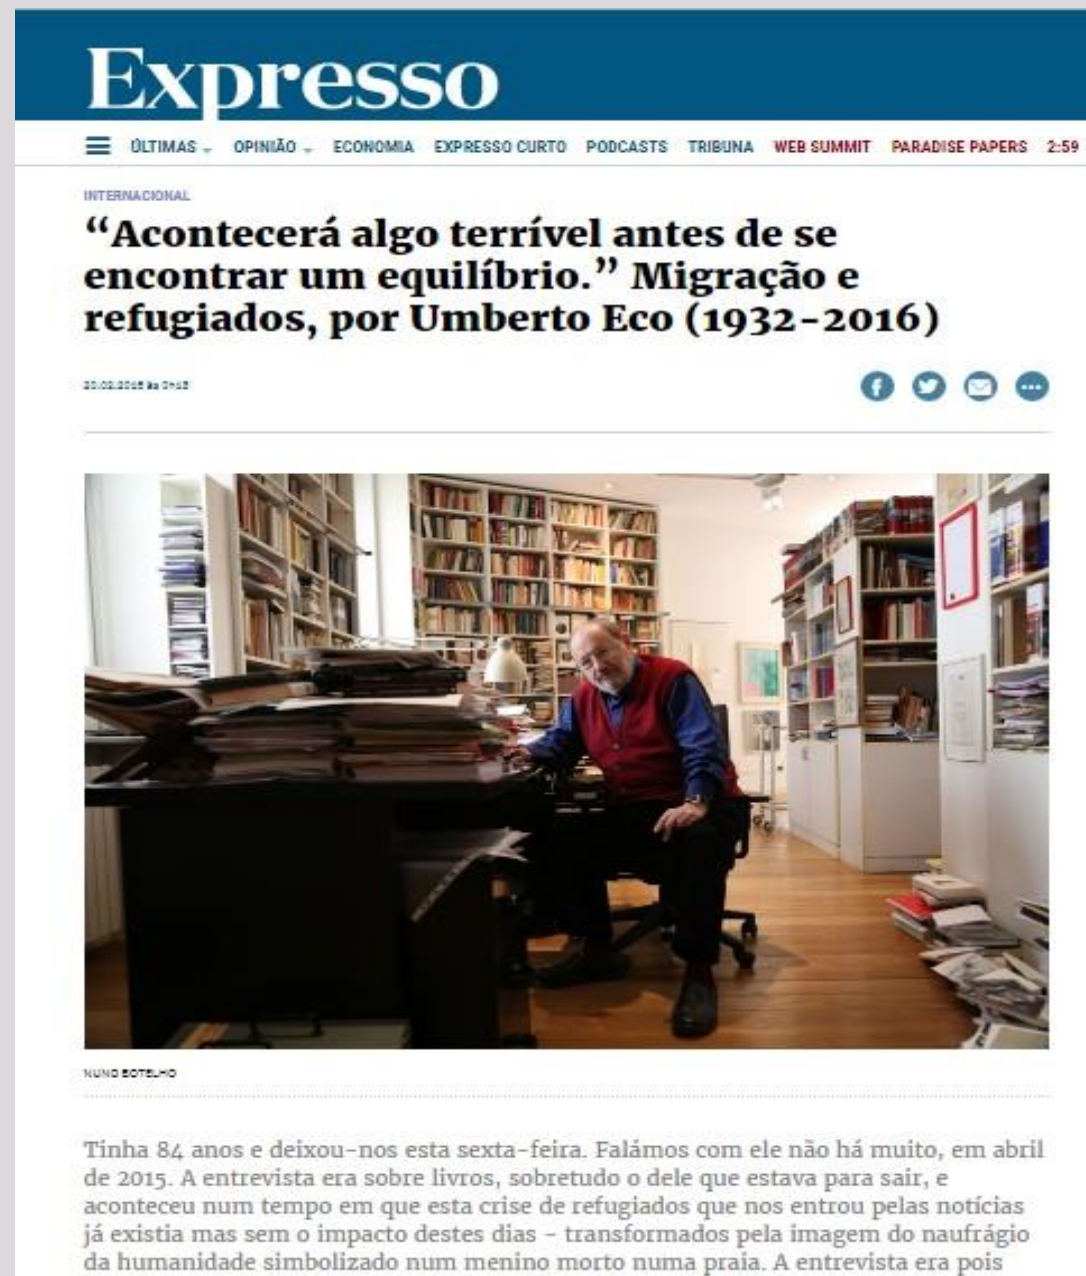 Expresso
ÚLTIMAS OPINIÃO ECONOMIA EXPRESSO CURTO PODCASTS TRIBUNA WEB SUMMIT PARADISE PAPERS 2:59
INTERNACIONAL
“Acontecerá algo terrível antes de se
encontrar um equilíbrio.” Migração e
refugiados, por Umberto Eco (1932-2016)
NUNO BOTELHO
Tinha 84 anos e deixou-nos esta sexta-feira. Falámos com ele não há muito, em abril
de 2015. A entrevista era sobre livros, sobretudo o dele que estava para sair, e
aconteceu num tempo em que esta crise de refugiados que nos entrou pelas notícias
já existia mas sem o impacto destes dias - transformados pela imagem do naufrágio
da humanidade simbolizado num menino morto numa praia. A entrevista era pois